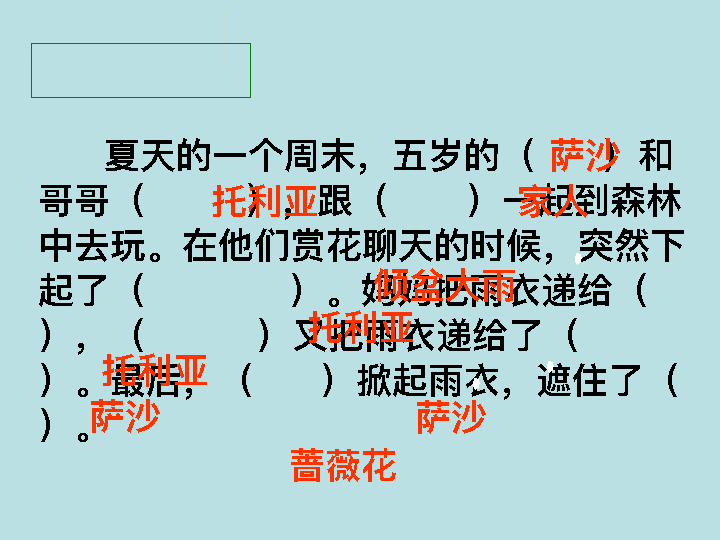 夏天的一个周末，五岁的（ 萨沙 ）和
哥哥（ 托利亚 ），跟（ 家人 ）一起到森林
中去玩。在他们赏花聊天的时候，突然下
起了（ 倾盆大雨 ）。妈妈把雨衣递给（
托利亚
），（ ）又把雨衣递给了（
托利亚
）。最后，（ ）掀起雨衣，遮住了（
萨沙 萨沙
）。
蔷薇花